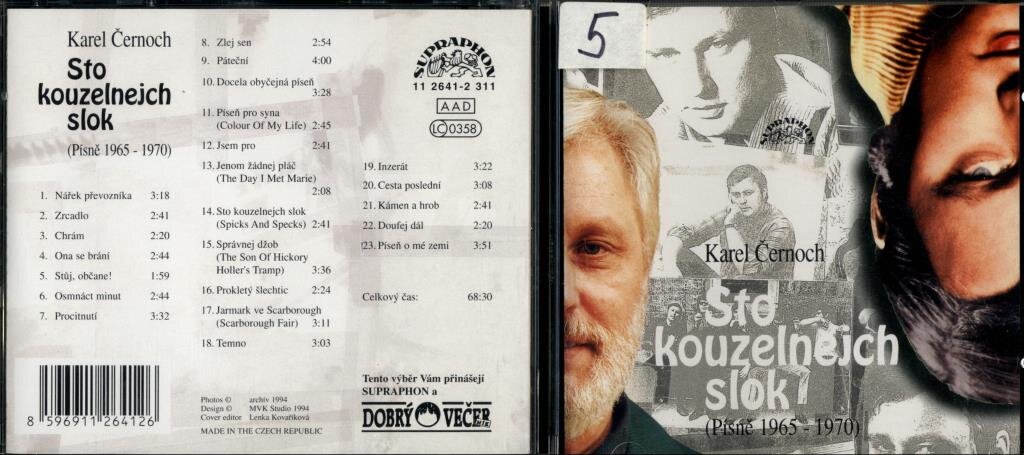 Karel Černoch
Sto
kouzelnejch
slok
(Písně 1965 - 1970)
1. Nářek převozníka 3:18
2. Zrcadlo 2:41
3. Chrám 2:20
4. Ona se brání 2:44
5. Stůj, občane! 1:59
6. Osmnáct minut 2:44
7. Procitnutí 3:32
8 596911 264126
8. Zlej sen 2:54
9. Páteční 4:00
10. Docela obyčejná píseň
3:28
11. Píseň pro syna
(Colour Of My Life) 2:45
12. Jsem pro 2:41
13. Jenom žádnej pláč
(The Day I Met Marie)
2:08
14. Sto kouzelnejch slok
(Spicks And Specks) 2:41
15. Správnej džob
(The Son Of Hickory
Holler's Tramp) 3:36
16. Prokletý šlechtic 2:24
17. Jarmark ve Scarborough
(Scarborough Fair) 3:11
18. Temno 3:03
Photos © archiv 1994
Design © MVK Studio 1994
Cover editor Lenka Kovaříková
MADE IN THE CZECH REPUBLIC
SUPRAPHON
11 2641-2 311
AAD
LC 0358
19. Inzerát 3:22
20. Cesta poslední 3:08
21. Kámen a hrob 2:41
22. Doufej dál 2:20
23. Píseň o mé zemi 3:51
Celkový čas: 68:30
Tento výběr Vám přinášejí
SUPRAPHON a
DOBRÝ VEČER
5
SUPRAPHON
Karel Černoch
Sto
kouzelnejch
slok
(Písně 1965 - 1970)